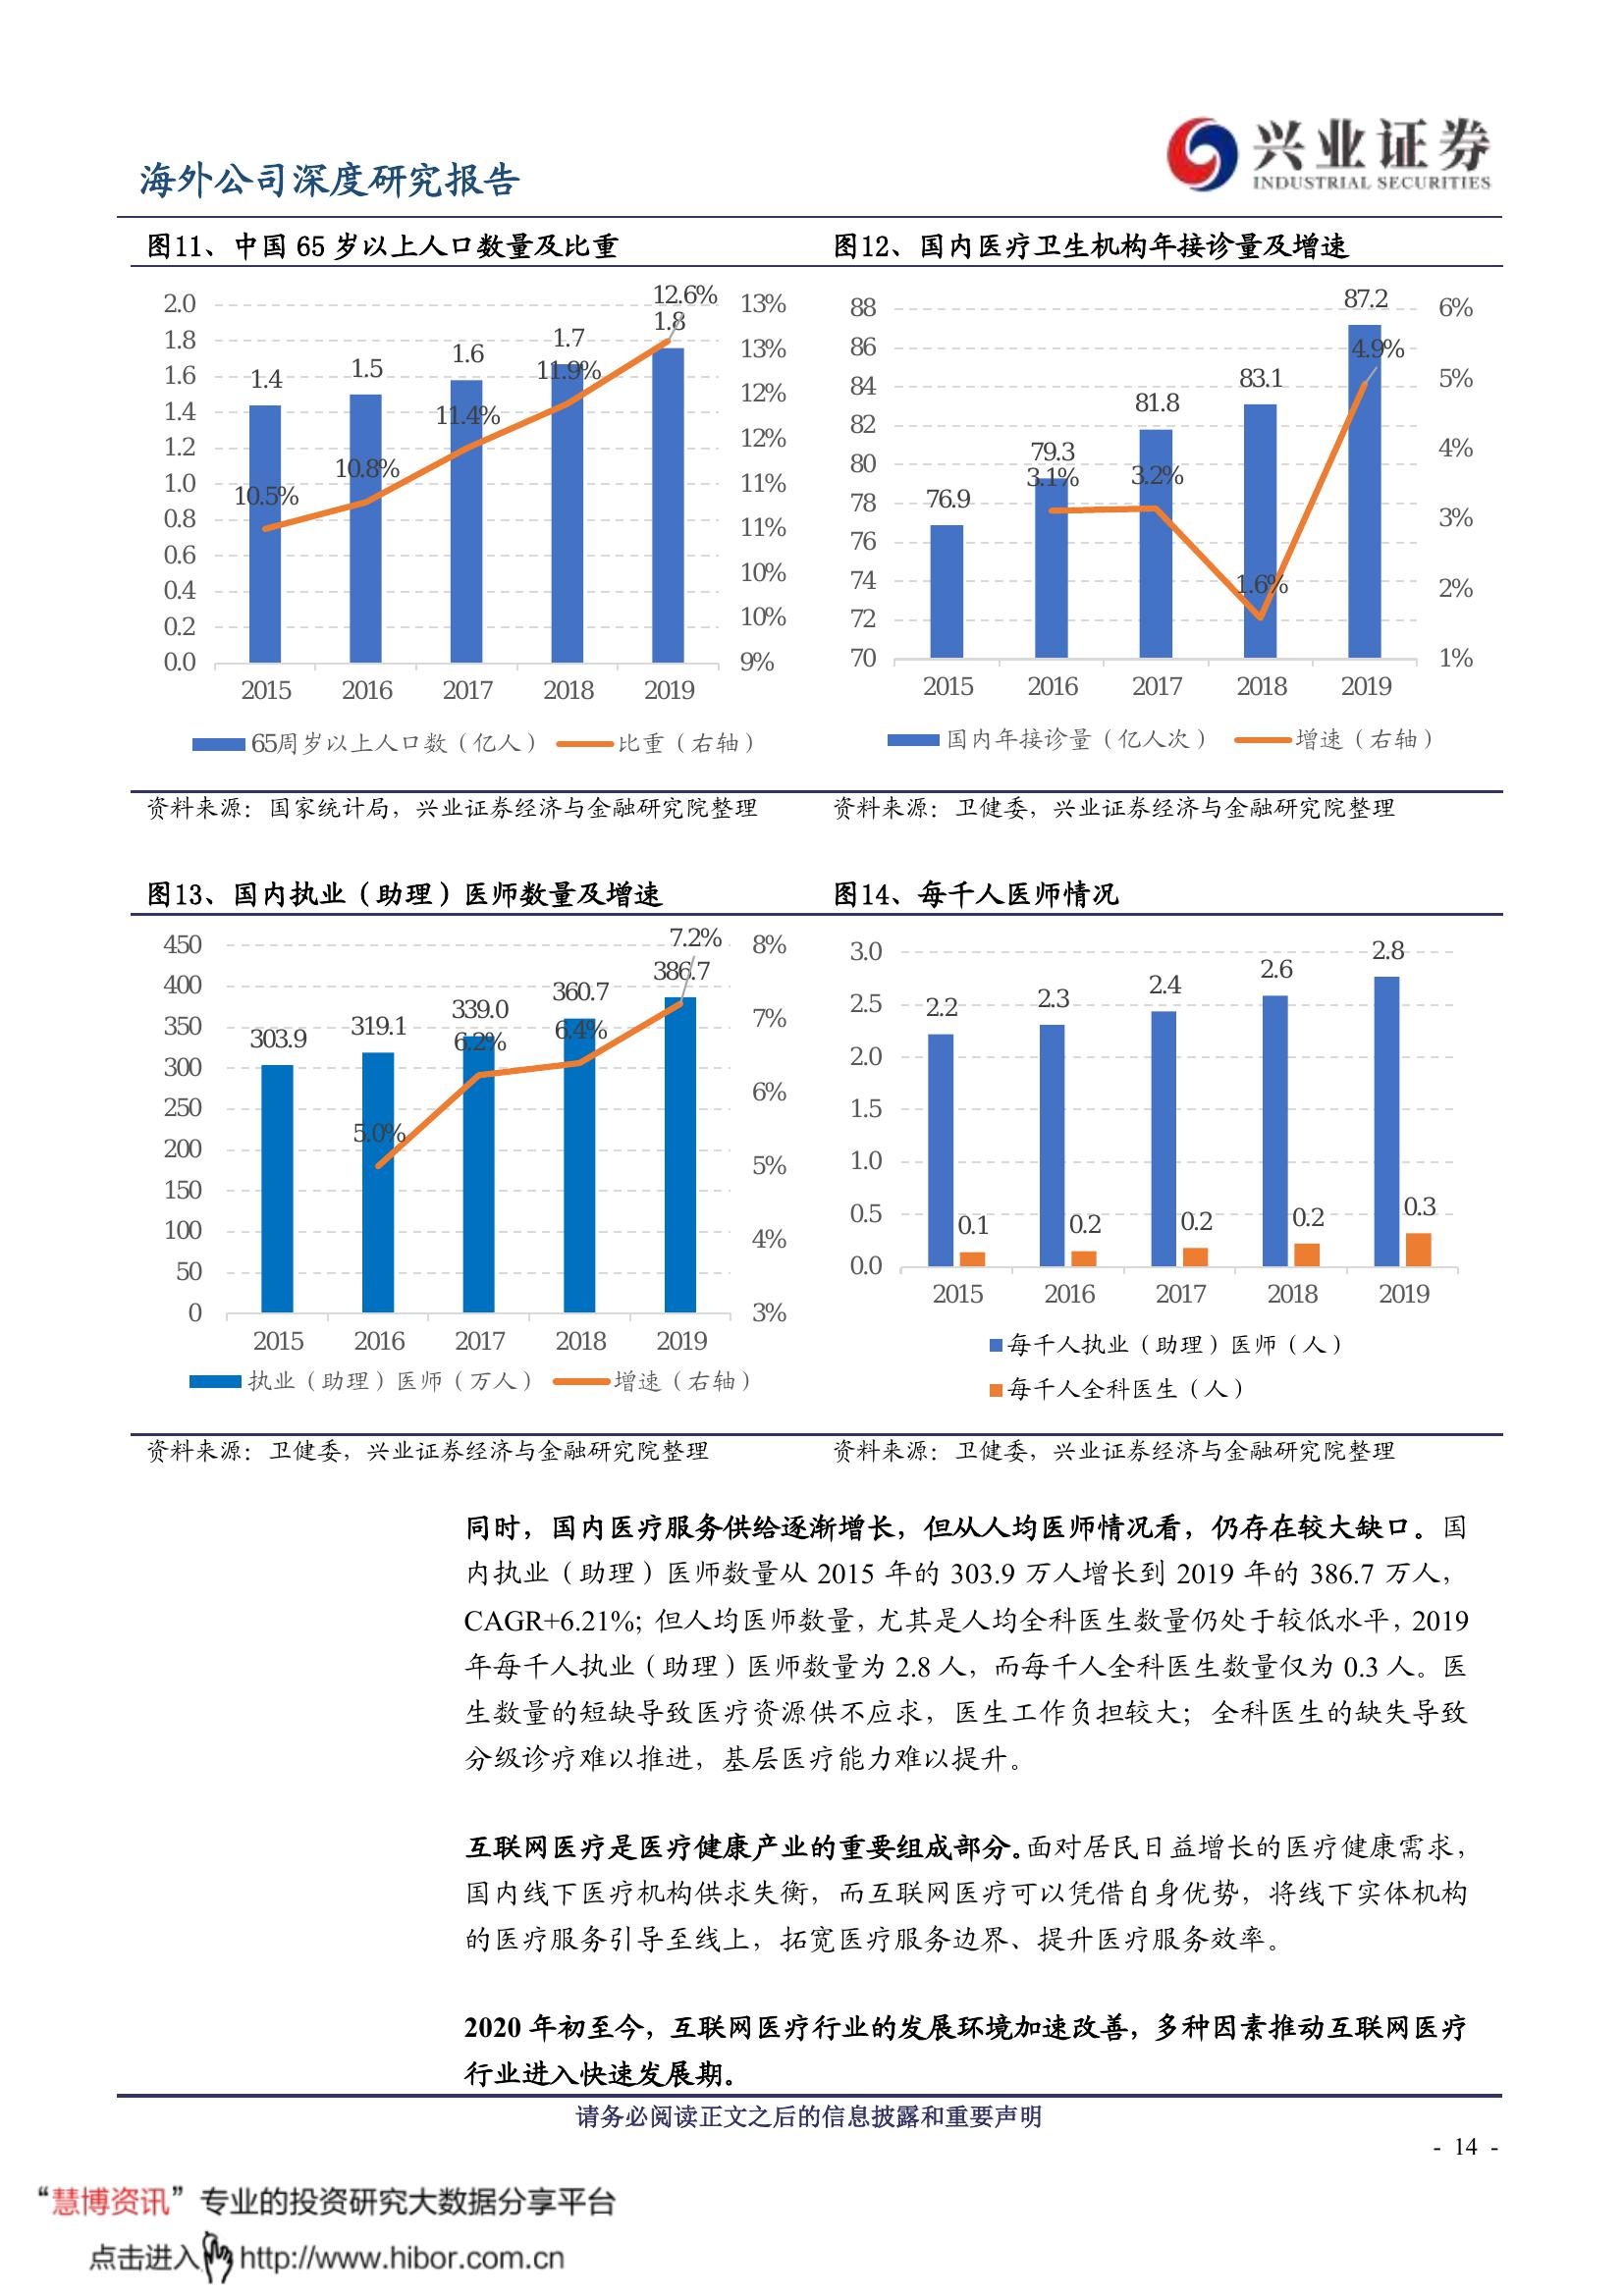 海外公司深度研究报告
兴业证券
INDUSTRIAL SECURITIES
图11、中国 65 岁以上人口数量及比重
2.0
1.8
1.6
1.4
1.2
1.0
0.8
0.6
0.4
0.2
0.0
13%
13%
12%
12%
11%
11%
10%
10%
9%
1.4
1.5
1.6
1.7
1.8
10.5%
10.8%
11.4%
11.9%
12.6%
2015 2016 2017 2018 2019
65周岁以上人口数（亿人） 比重（右轴）
资料来源：国家统计局，兴业证券经济与金融研究院整理
图12、国内医疗卫生机构年接诊量及增速
88
86
84
82
80
78
76
74
72
70
6%
5%
4%
3%
2%
1%
76.9
79.3
81.8
83.1
87.2
3.1%
3.2%
1.6%
4.9%
2015 2016 2017 2018 2019
国内年接诊量（亿人次） 增速（右轴）
资料来源：卫健委，兴业证券经济与金融研究院整理
图13、国内执业（助理）医师数量及增速
450
400
350
300
250
200
150
100
50
0
8%
7%
6%
5%
4%
3%
303.9
319.1
339.0
360.7
386.7
5.0%
6.2%
6.4%
7.2%
2015 2016 2017 2018 2019
执业（助理）医师（万人） 增速（右轴）
资料来源：卫健委，兴业证券经济与金融研究院整理
图14、每千人医师情况
3.0
2.5
2.0
1.5
1.0
0.5
0.0
2.2
2.3
2.4
2.6
2.8
0.1
0.2
0.2
0.2
0.3
2015 2016 2017 2018 2019
每千人执业（助理）医师（人）
每千人全科医生（人）
资料来源：卫健委，兴业证券经济与金融研究院整理
同时，国内医疗服务供给逐渐增长，但从人均医师情况看，仍存在较大缺口。国
内执业（助理）医师数量从 2015 年的 303.9 万人增长到 2019 年的 386.7 万人，
CAGR+6.21%；但人均医师数量，尤其是人均全科医生数量仍处于较低水平，2019
年每千人执业（助理）医师数量为 2.8 人，而每千人全科医生数量仅为 0.3 人。医
生数量的短缺导致医疗资源供不应求，医生工作负担较大；全科医生的缺失导致
分级诊疗难以推进，基层医疗能力难以提升。
互联网医疗是医疗健康产业的重要组成部分。面对居民日益增长的医疗健康需求，
国内线下医疗机构供求失衡，而互联网医疗可以凭借自身优势，将线下实体机构
的医疗服务引导至线上，拓宽医疗服务边界、提升医疗服务效率。
2020 年初至今，互联网医疗行业的发展环境加速改善，多种因素推动互联网医疗
行业进入快速发展期。
请务必阅读正文之后的信息披露和重要声明
- 14 -
“慧博资讯”专业的投资研究大数据分享平台
点击进入 http://www.hibor.com.cn